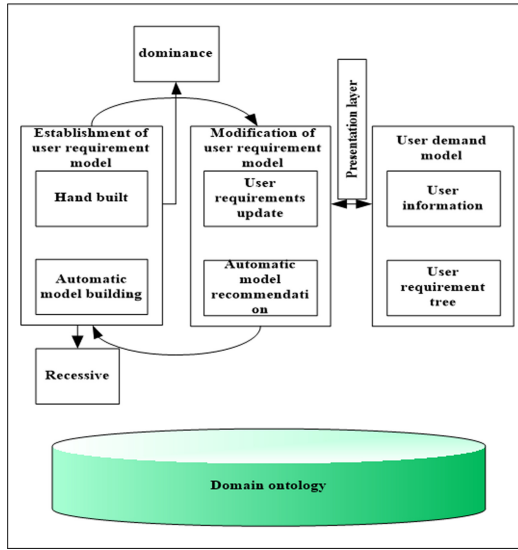 dominance
Presentation layer
Establishment of
user requirement
model
Hand built
Automatic
model building
Modification of
user requirement
model
User
requirements
update
Automatic
model
recommendati
on
User demand
model
User
information
User
requirement
tree
Recessive
Domain ontology